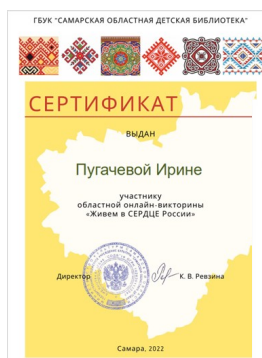 ГБУК "САМАРСКАЯ ОБЛАСТНАЯ ДЕТСКАЯ БИБЛИОТЕКА"
СЕРТИФИКАТ
ВЫДАН
Пугачевой Ирине
участнику
областной онлайн-викторины
«Живем в СЕРДЦЕ России»
Директор К. В. Ревзина
Самара, 2022